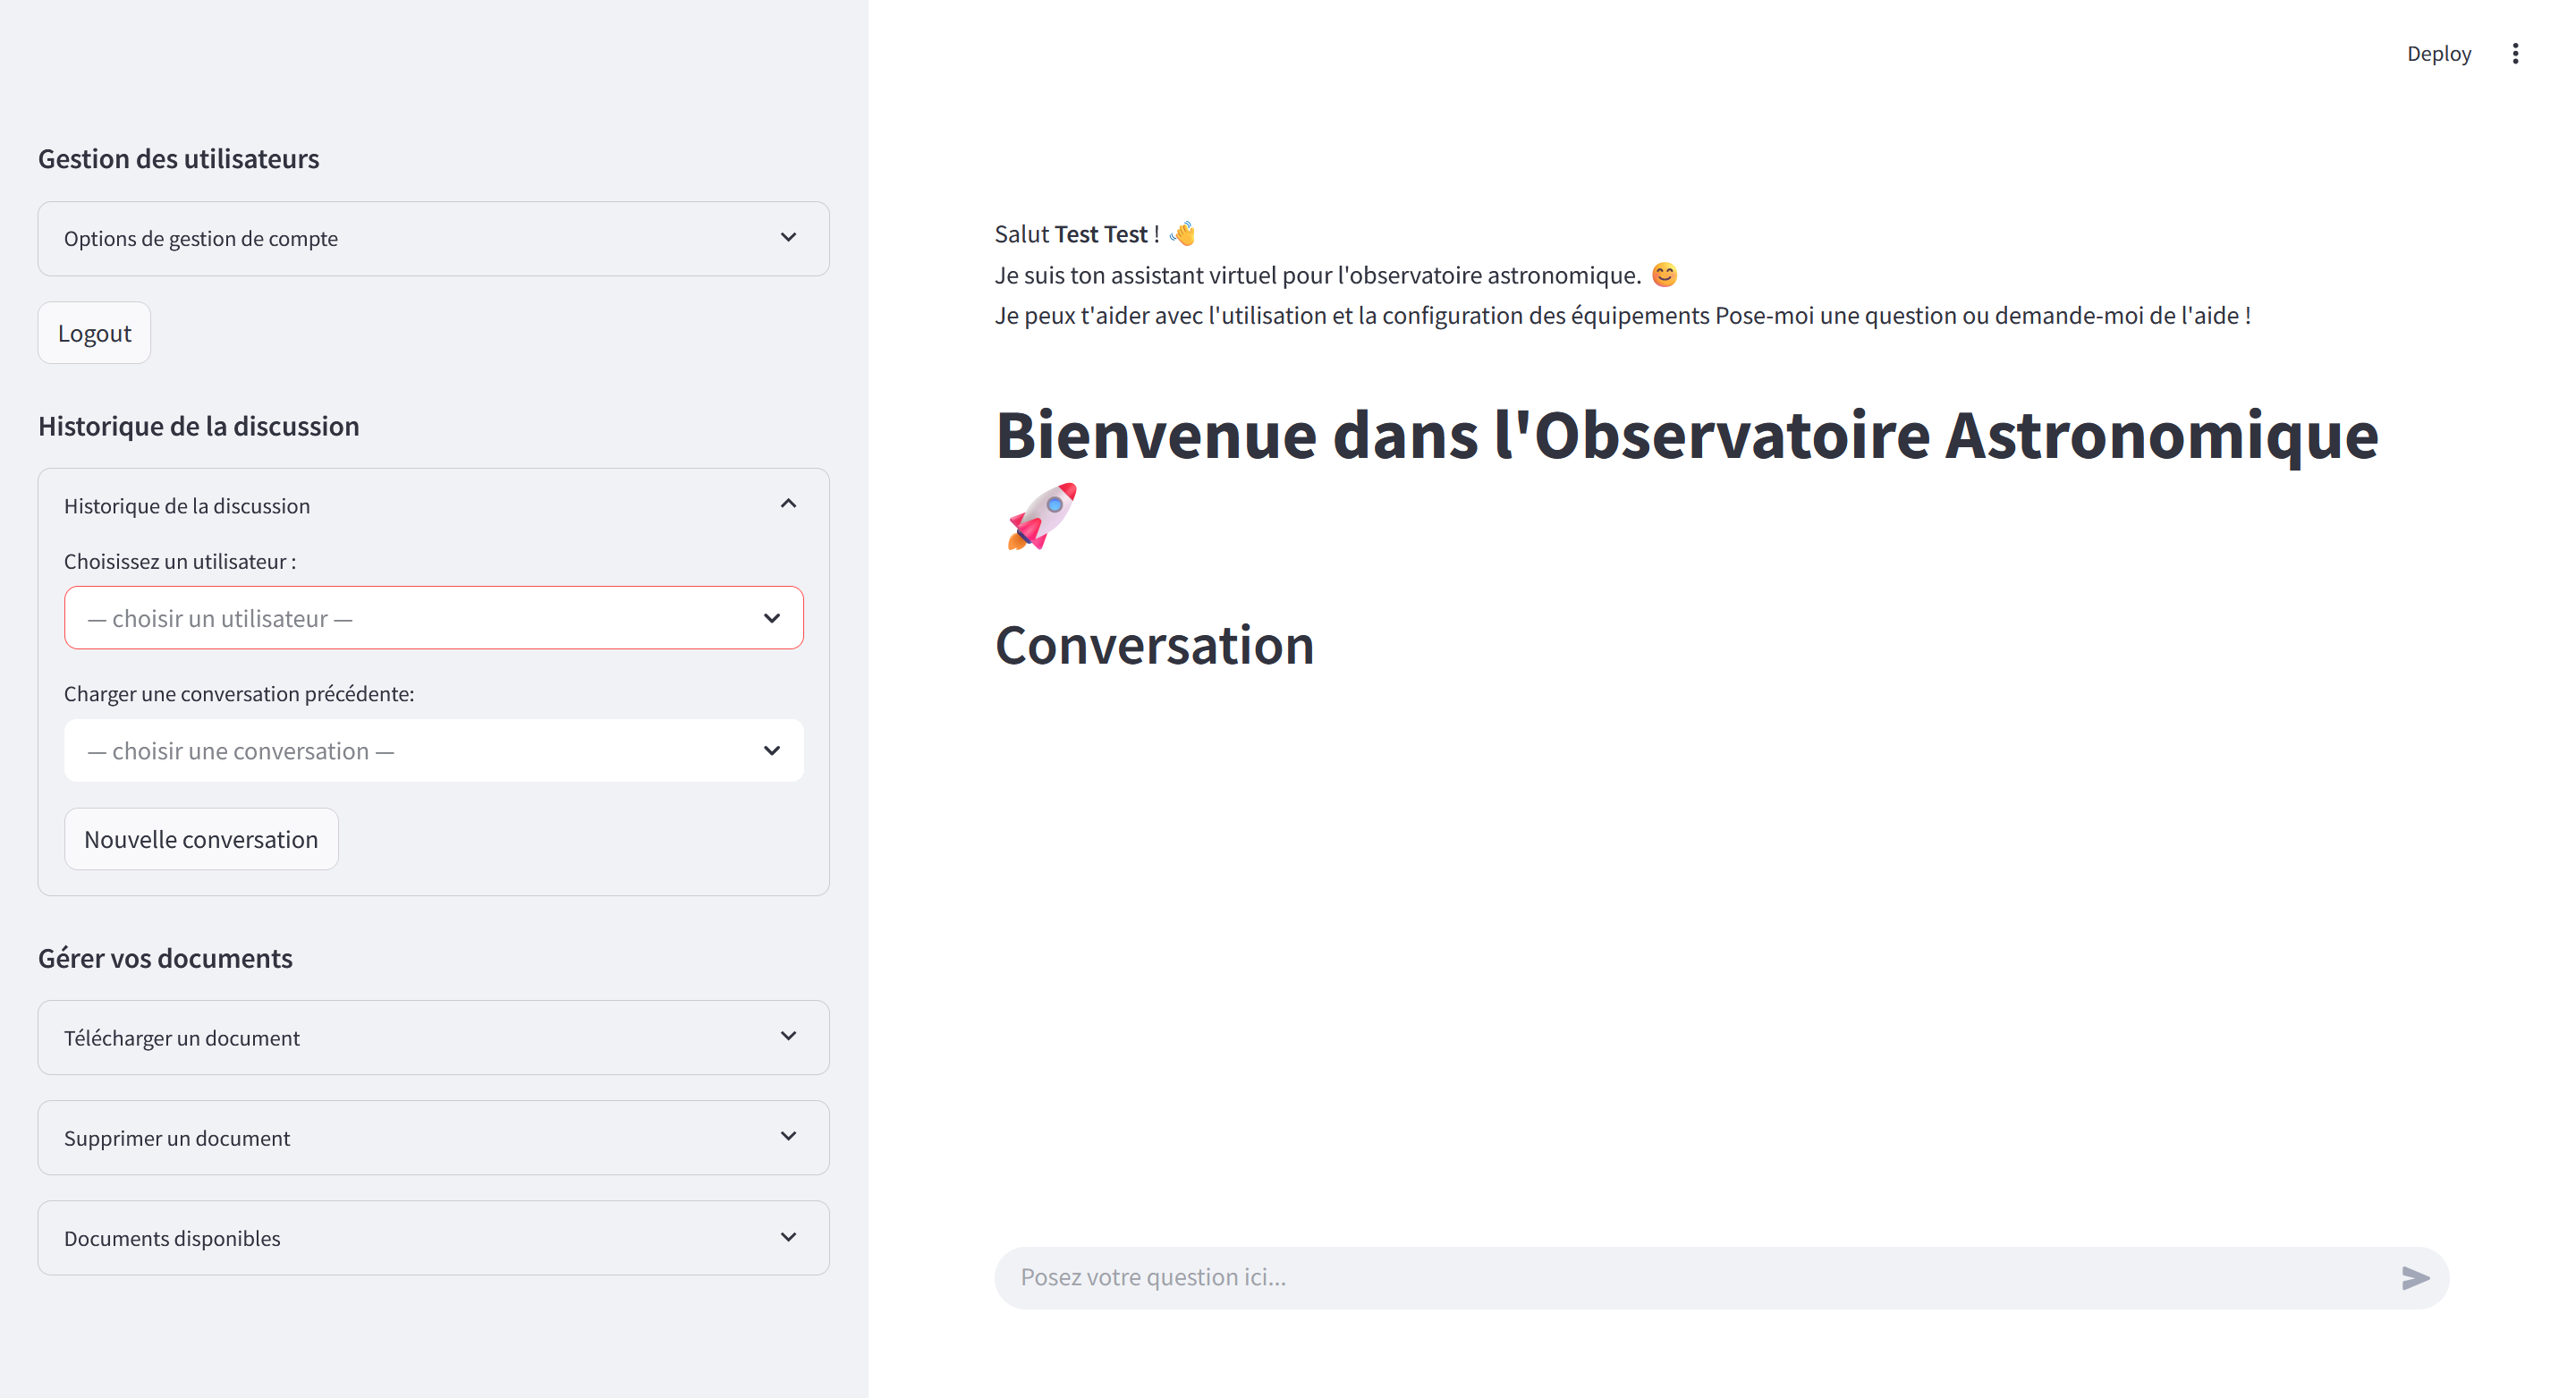 Gestion des utilisateurs
Options de gestion de compte
Logout
Historique de la discussion
Historique de la discussion
Choisissez un utilisateur :
— choisir un utilisateur —
Charger une conversation précédente:
— choisir une conversation —
Nouvelle conversation
Gérer vos documents
Télécharger un document
Supprimer un document
Documents disponibles
Deploy
Salut Test Test ! 👋
Je suis ton assistant virtuel pour l'observatoire astronomique. 😊
Je peux t'aider avec l'utilisation et la configuration des équipements Pose-moi une question ou demande-moi de l'aide !
Bienvenue dans l'Observatoire Astronomique
🚀
Conversation
Posez votre question ici...